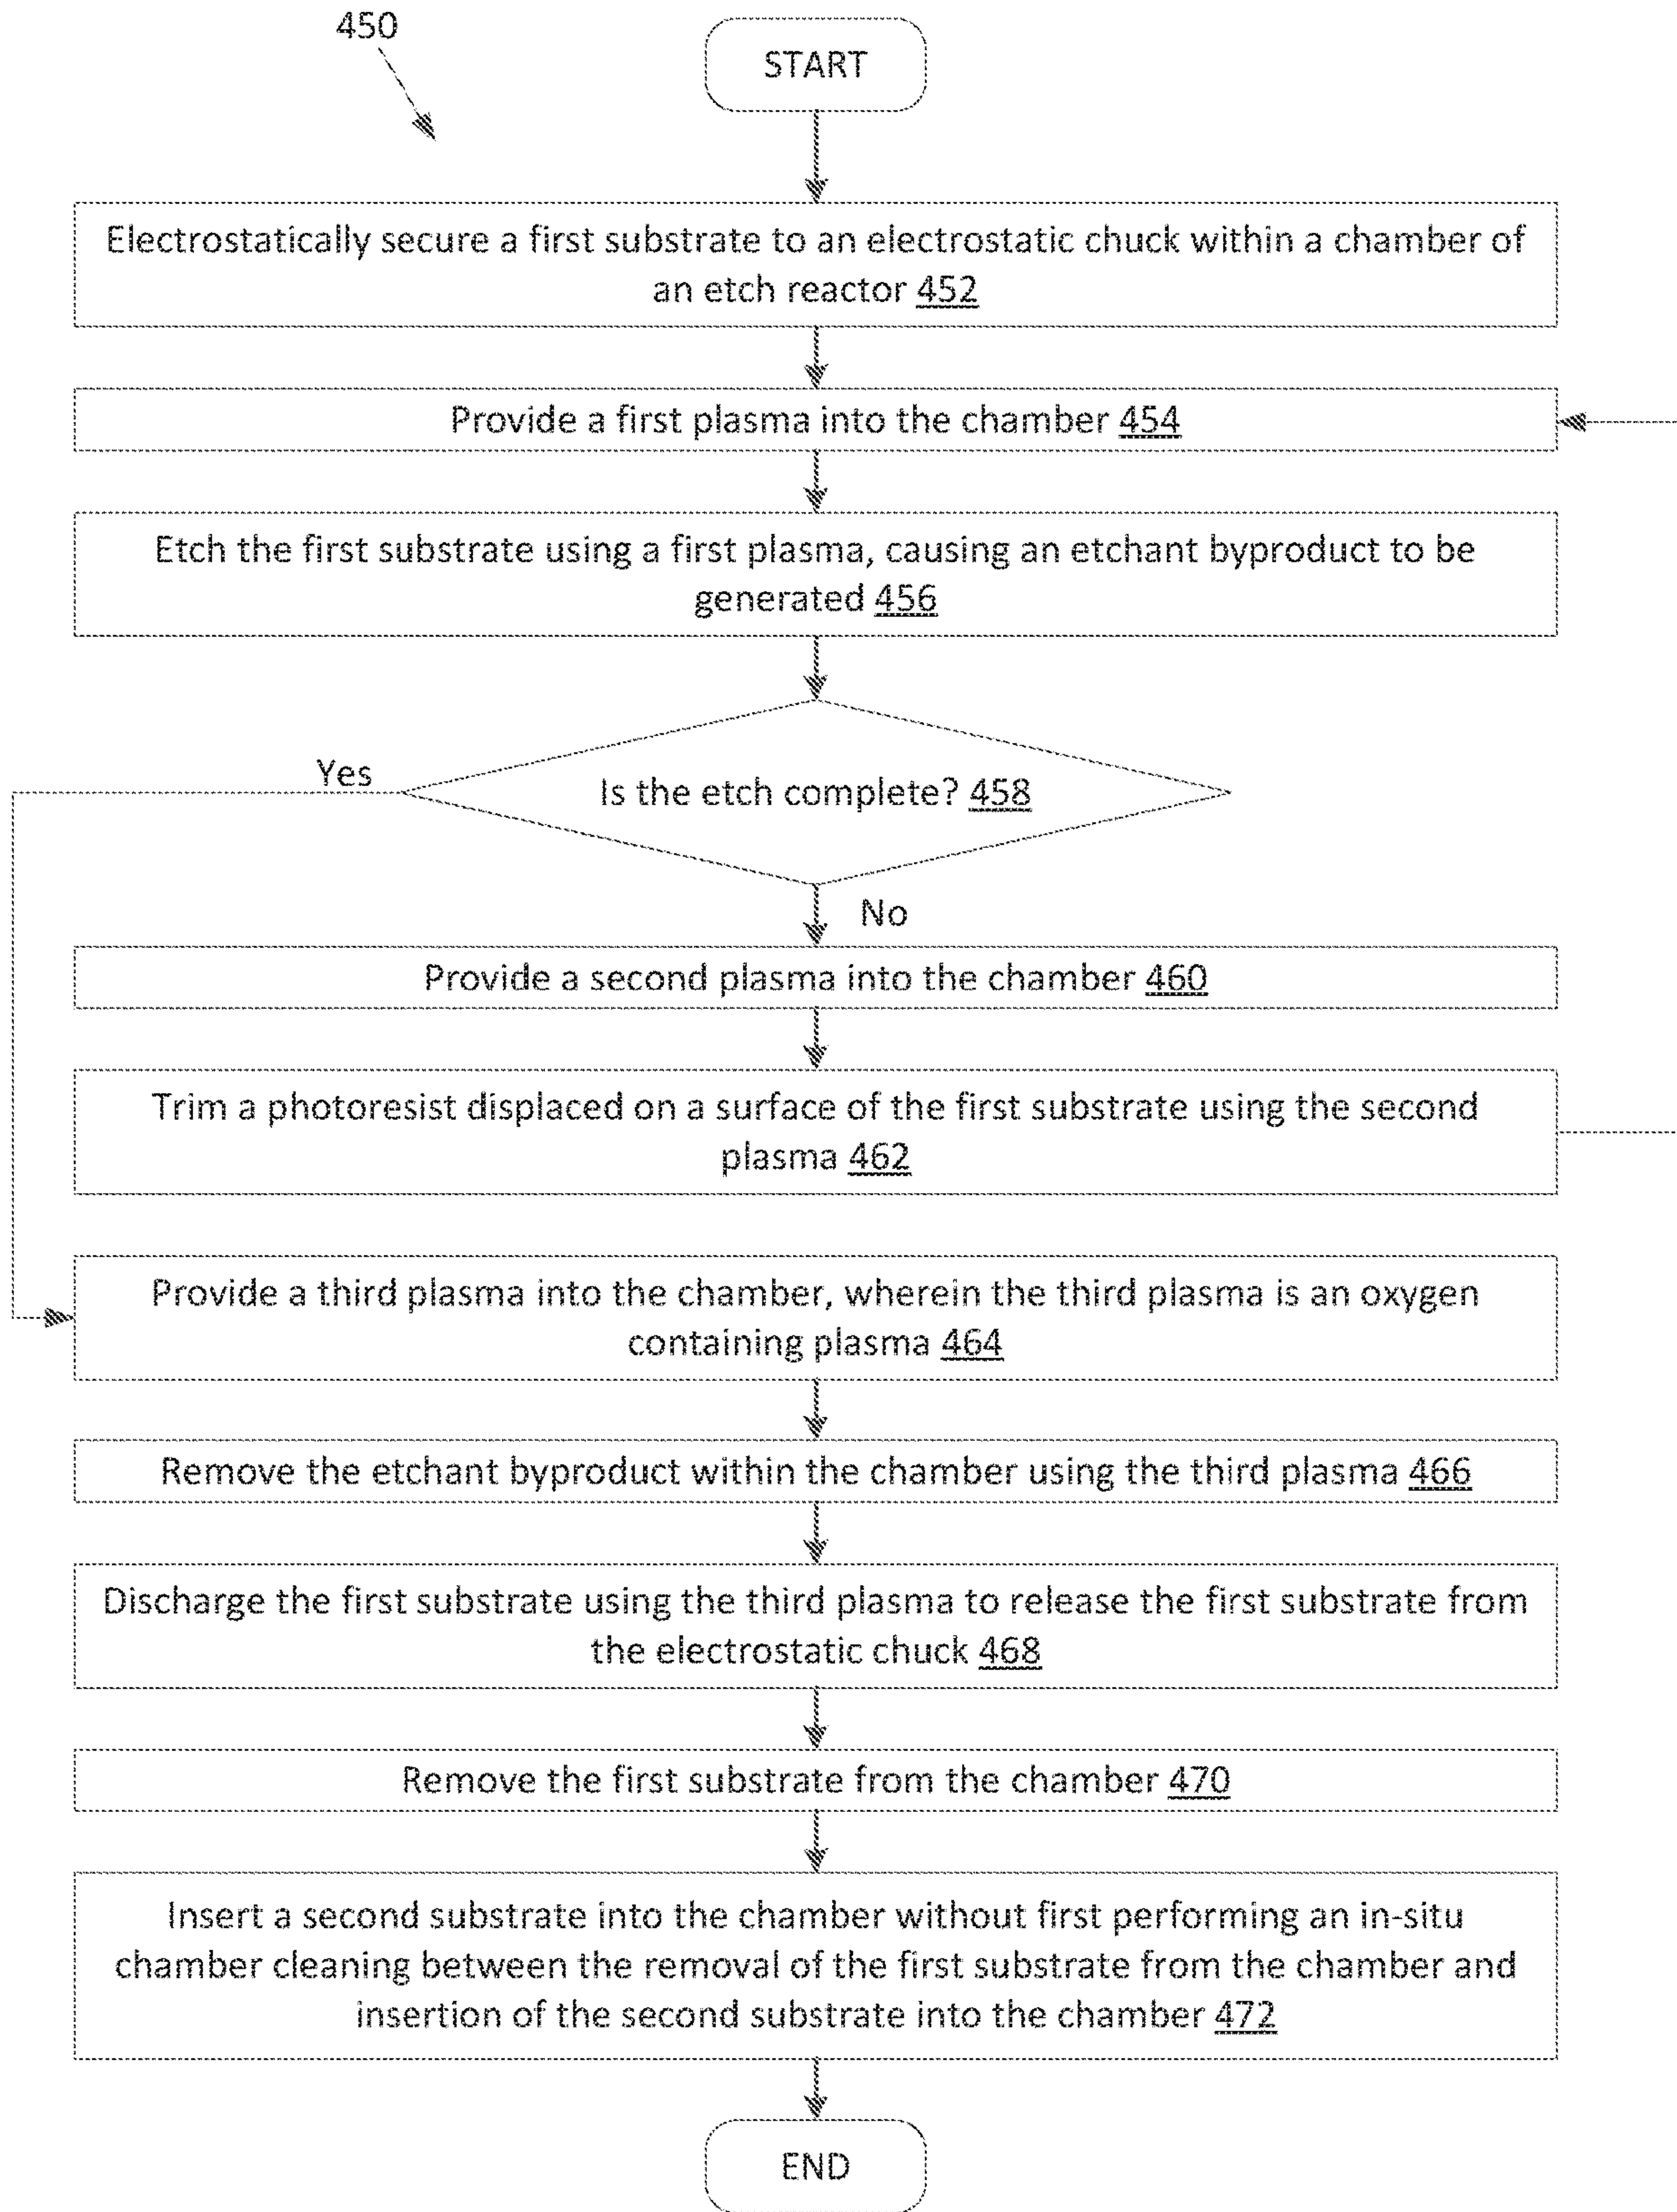 450
START
Electrostatically secure a first substrate to an electrostatic chuck within a chamber of
an etch reactor 452
Provide a first plasma into the chamber 454
Etch the first substrate using a first plasma, causing an etchant byproduct to be
generated 456
Yes
Is the etch complete? 458
No
Provide a second plasma into the chamber 460
Trim a photoresist displaced on a surface of the first substrate using the second
plasma 462
Provide a third plasma into the chamber, wherein the third plasma is an oxygen
containing plasma 464
Remove the etchant byproduct within the chamber using the third plasma 466
Discharge the first substrate using the third plasma to release the first substrate from
the electrostatic chuck 468
Remove the first substrate from the chamber 470
Insert a second substrate into the chamber without first performing an in-situ
chamber cleaning between the removal of the first substrate from the chamber and
insertion of the second substrate into the chamber 472
END